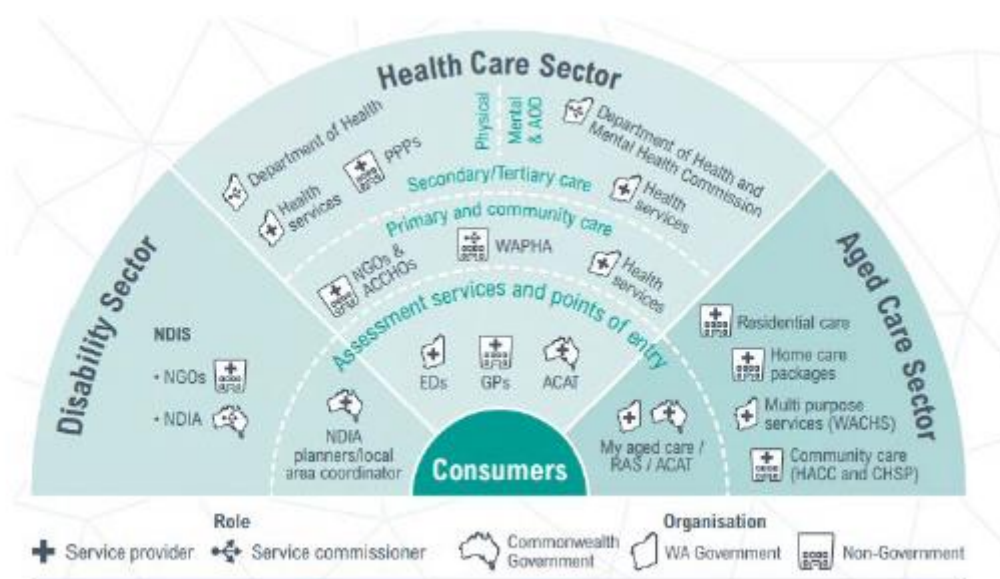 Health Care Sector
Physical
Mental
& AOD
Department of Health
PPPs
Health
services
Department of Health and
Mental Health Commission
Health
services
Secondary/Tertiary care
Primary and community care
NGOs &
ACCHOs
WAPHA
Health
services
Assessment services and points of entry
EDs
GPs
ACAT
Disability Sector
NDIS
• NGOs
• NDIA
NDIA
planners/local
area coordinator
Consumers
My aged care /
RAS / ACAT
Aged Care Sector
Residential care
Home care
packages
Multi purpose
services (WACHS)
Community care
(HACC and CHSP)
Role
Service provider
Service commissioner
Organisation
Commonwealth
Government
WA Government
Non-Government